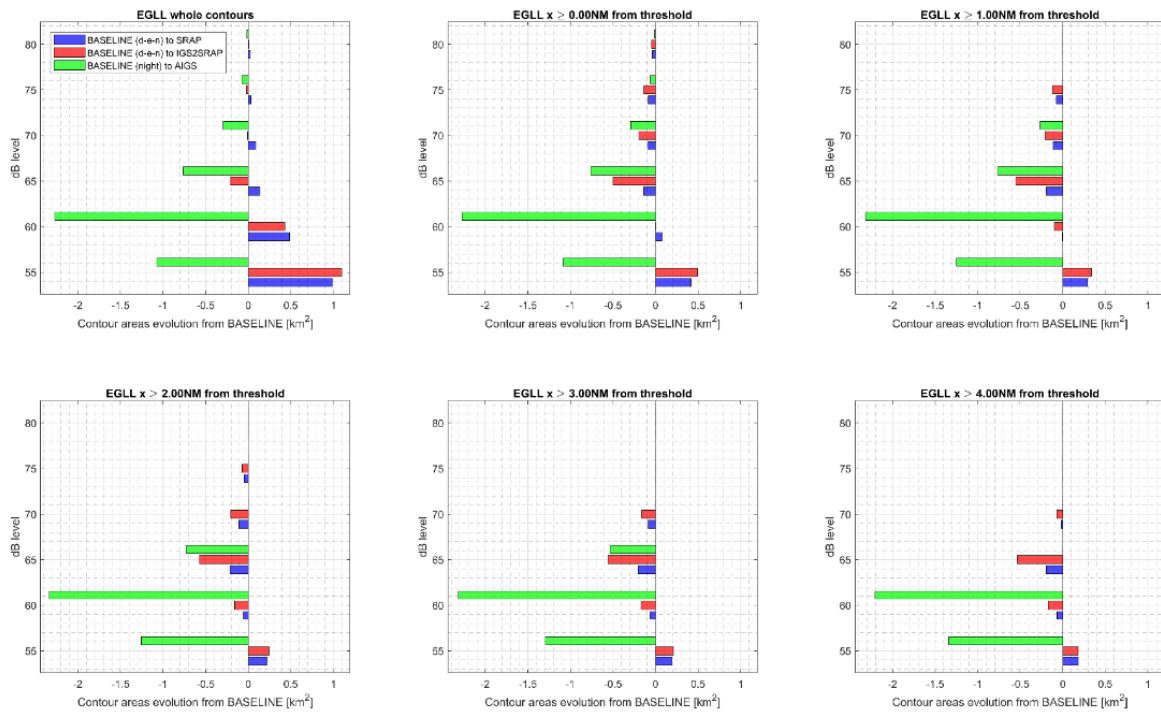 EGLL whole contours
BASELINE (d-e-n) to SRAP
BASELINE (d-e-n) to IGS2SRAP
BASELINE (night) to AIGS
dB level
80
75
70
65
60
55
-2 -1.5 -1 -0.5 0 0.5 1
Contour areas evolution from BASELINE [km²]
EGLL x > 0.00NM from threshold
dB level
80
75
70
65
60
55
-2 -1.5 -1 -0.5 0 0.5 1
Contour areas evolution from BASELINE [km²]
EGLL x > 1.00NM from threshold
dB level
80
75
70
65
60
55
-2 -1.5 -1 -0.5 0 0.5 1
Contour areas evolution from BASELINE [km²]
EGLL x > 2.00NM from threshold
dB level
80
75
70
65
60
55
-2 -1.5 -1 -0.5 0 0.5 1
Contour areas evolution from BASELINE [km²]
EGLL x > 3.00NM from threshold
dB level
80
75
70
65
60
55
-2 -1.5 -1 -0.5 0 0.5 1
Contour areas evolution from BASELINE [km²]
EGLL x > 4.00NM from threshold
dB level
80
75
70
65
60
55
-2 -1.5 -1 -0.5 0 0.5 1
Contour areas evolution from BASELINE [km²]